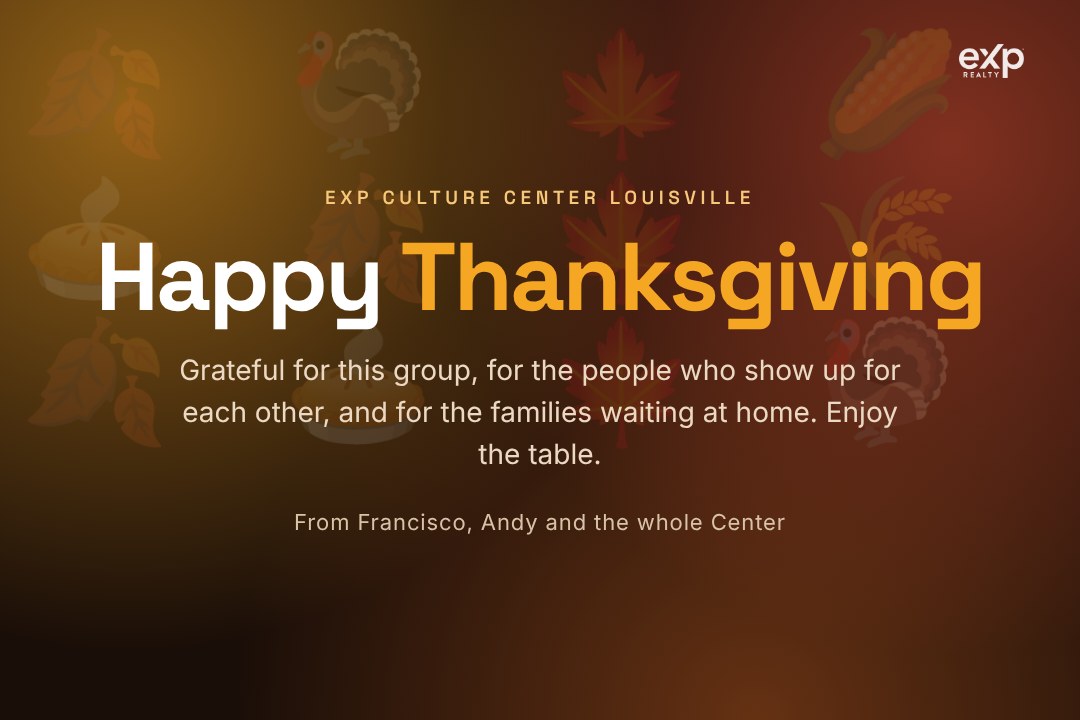 eXp
REALTY
EXP CULTURE CENTER LOUISVILLE
Happy Thanksgiving
Grateful for this group, for the people who show up for
each other, and for the families waiting at home. Enjoy
the table.
From Francisco, Andy and the whole Center